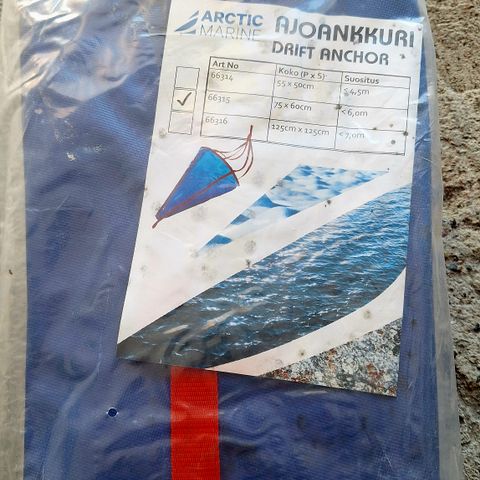 ARCTIC
MARINE
AJOANKKURI
DRIFT ANCHOR
Art No Koko (P x S) Suositus
66314 55 x 50cm ≤4,5m
66315 75 x 60cm <6,0m
66316 125cm x 125cm <7,0m